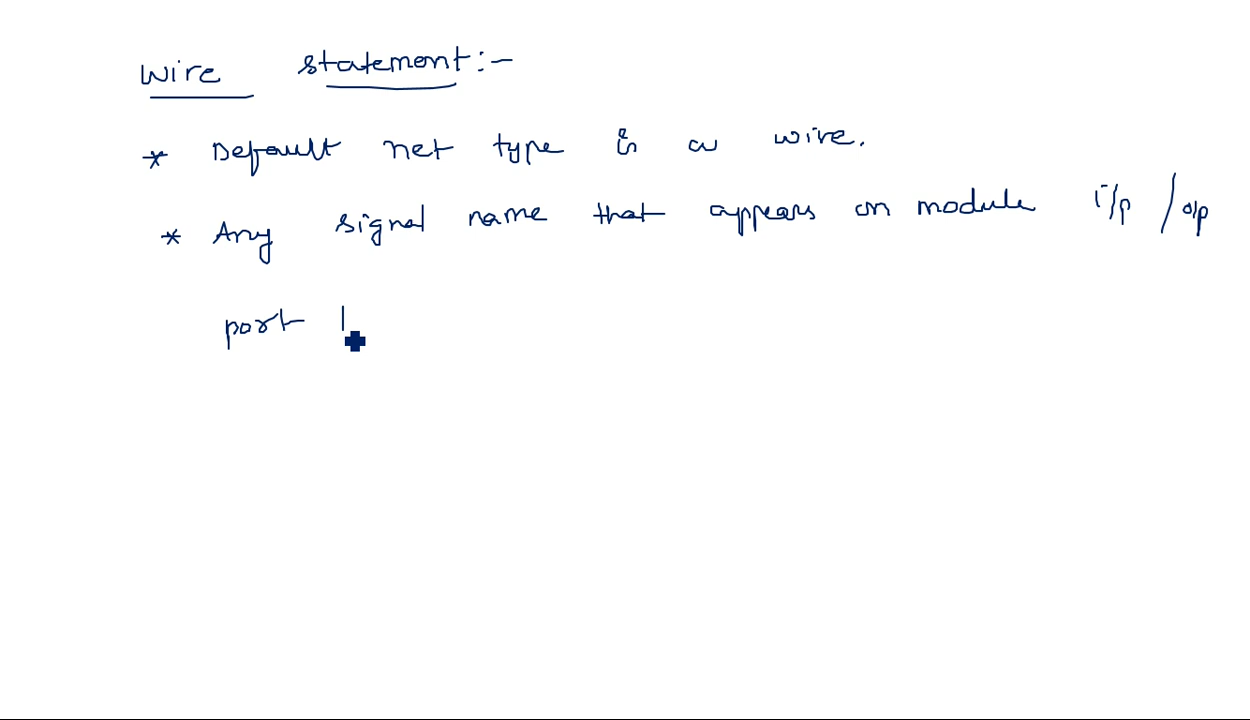 Wire statement:-
* Default net type is a wire.
* Any signal name that appears on module i/p / o/p
port l